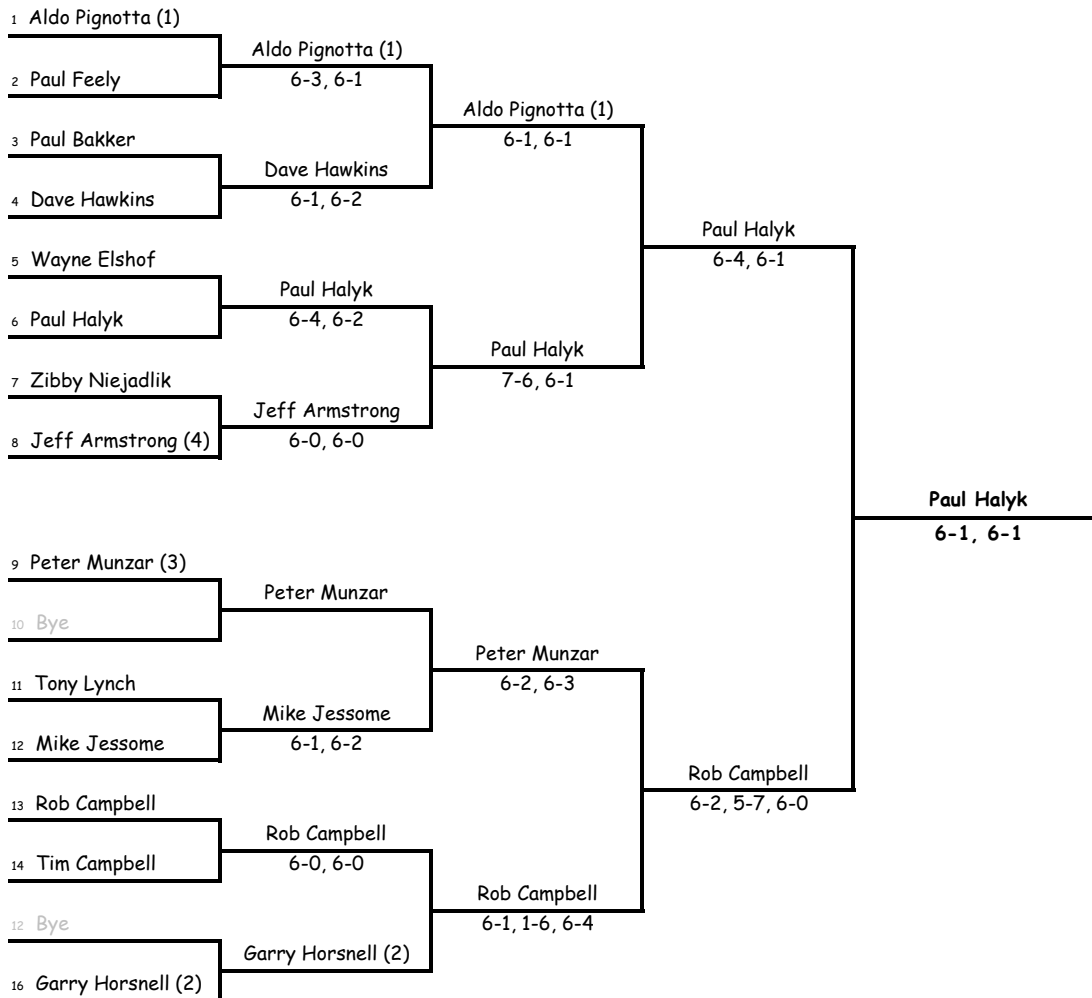 1 Aldo Pignotta (1)
Aldo Pignotta (1)
6-3, 6-1
2 Paul Feely
Aldo Pignotta (1)
6-1, 6-1
3 Paul Bakker
Dave Hawkins
6-1, 6-2
4 Dave Hawkins
Paul Halyk
6-4, 6-1
5 Wayne Elshof
Paul Halyk
6-4, 6-2
6 Paul Halyk
Paul Halyk
7-6, 6-1
7 Zibby Niejadlik
Jeff Armstrong
6-0, 6-0
8 Jeff Armstrong (4)
Paul Halyk
6-1, 6-1
9 Peter Munzar (3)
Peter Munzar
10 Bye
Peter Munzar
6-2, 6-3
11 Tony Lynch
Mike Jessome
6-1, 6-2
12 Mike Jessome
Rob Campbell
6-2, 5-7, 6-0
13 Rob Campbell
Rob Campbell
6-0, 6-0
14 Tim Campbell
Rob Campbell
6-1, 1-6, 6-4
12 Bye
Garry Horsnell (2)
16 Garry Horsnell (2)